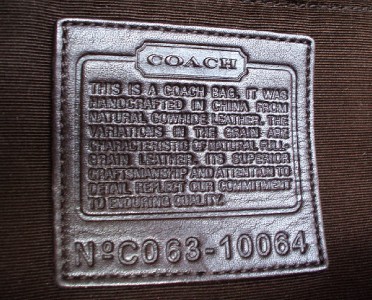 COACH
THIS IS A COACH BAG. IT WAS
HANDCRAFTED IN CHINA FROM
NATURAL COWHIDE LEATHER. THE
VARIATIONS IN THE GRAIN ARE
CHARACTERISTIC OF NATURAL FULL-
GRAIN LEATHER. ITS SUPERIOR
CRAFTSMANSHIP AND ATTENTION TO
DETAIL REFLECT OUR COMMITMENT
TO ENDURING QUALITY.
NºC063-10064